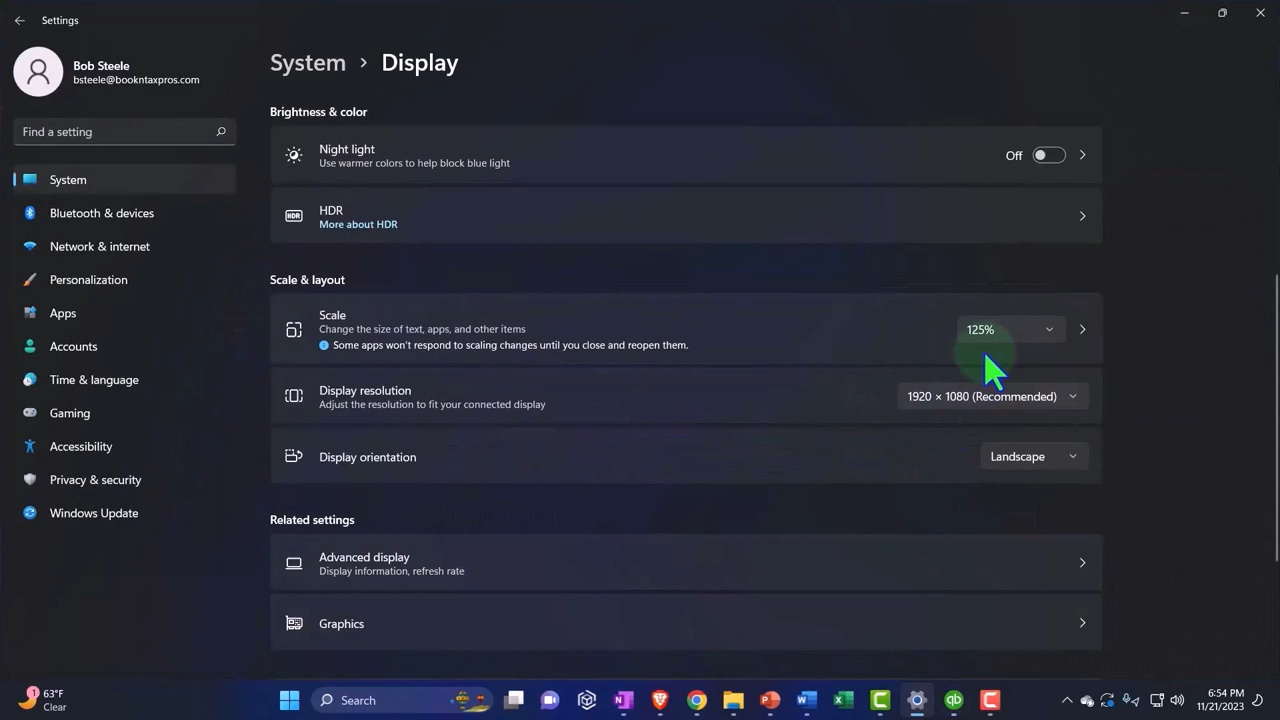 Settings
Bob Steele
bsteele@bookntaxpros.com
Find a setting
System
Bluetooth & devices
Network & internet
Personalization
Apps
Accounts
Time & language
Gaming
Accessibility
Privacy & security
Windows Update
System > Display
Brightness & color
Night light
Use warmer colors to help block blue light
Off
HDR
HDR
More about HDR
Scale & layout
Scale
Change the size of text, apps, and other items
Some apps won't respond to scaling changes until you close and reopen them.
125%
Display resolution
Adjust the resolution to fit your connected display
1920 × 1080 (Recommended)
Display orientation
Landscape
Related settings
Advanced display
Display information, refresh rate
Graphics
1
63°F
Clear
Search
6:54 PM
11/21/2023